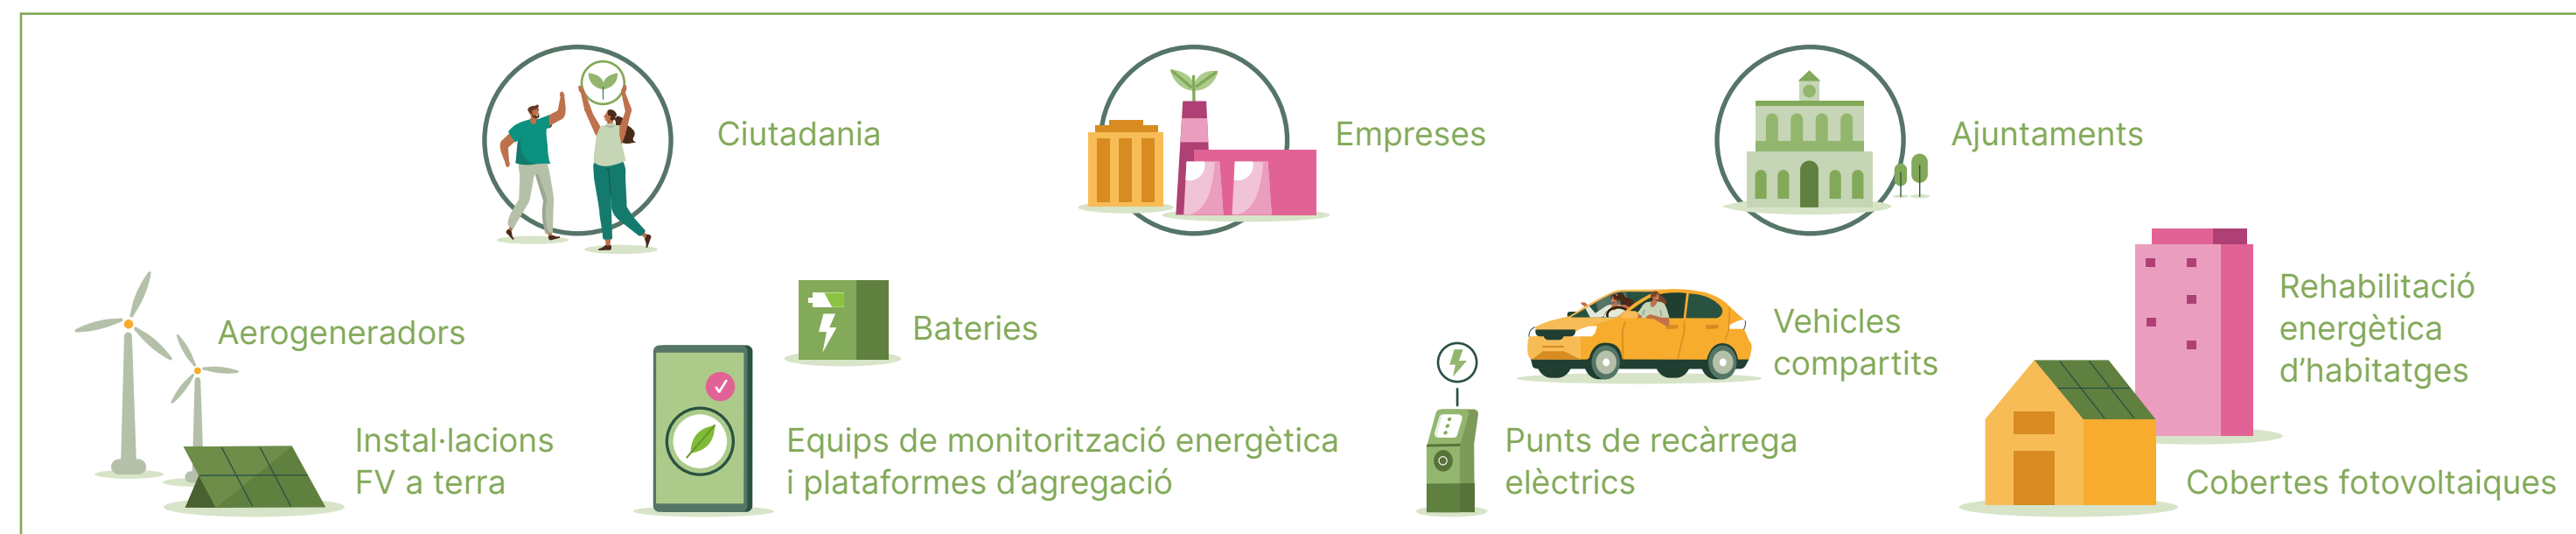 Ciutadania
Empreses
Ajuntaments
Aerogeneradors
Instal·lacions
FV a terra
Bateries
Equips de monitorització energètica
i plataformes d’agregació
Vehicles
compartits
Punts de recàrrega
elèctrics
Rehabilitació
energètica
d’habitatges
Cobertes fotovoltaiques